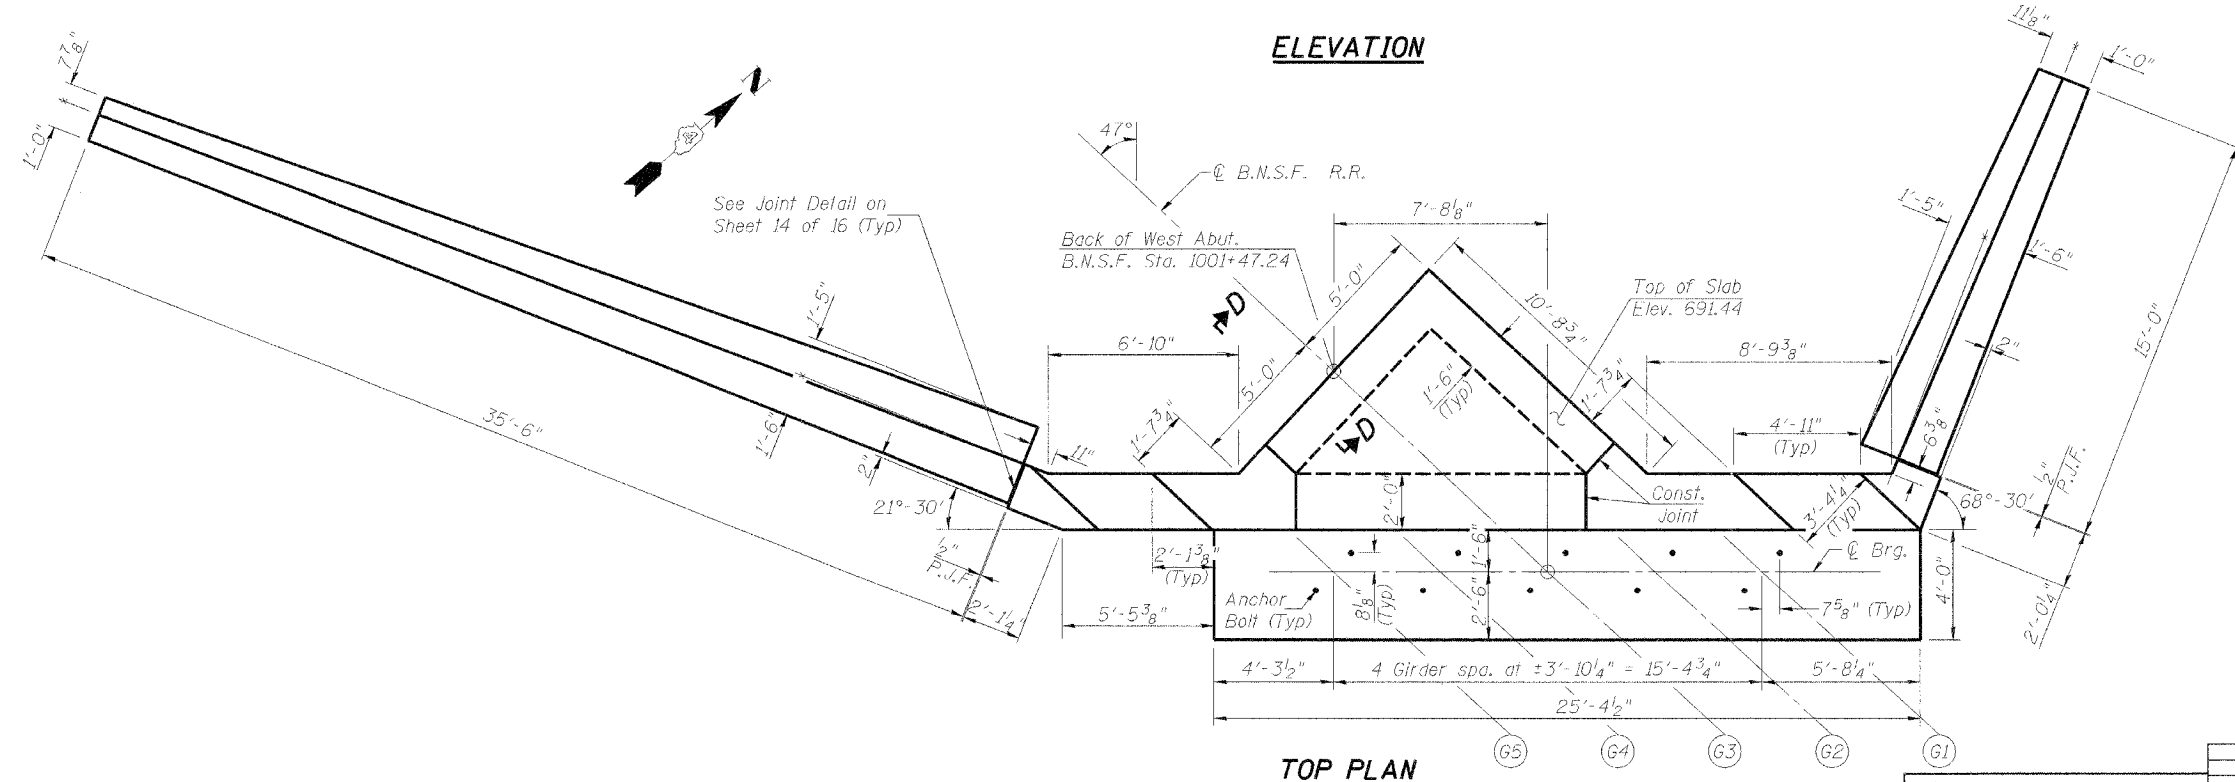 ELEVATION
7 7/8"
1'-0"
N
47°
℄ B.N.S.F. R.R.
11 1/8"
1'-0"
See Joint Detail on
Sheet 14 of 16 (Typ)
Back of West Abut.
B.N.S.F. Sta. 1001+47.24
7'-8 1/8"
5'-0"
10'-8 3/4"
Top of Slab
Elev. 691.44
1'-5"
1'-6"
15'-0"
D
1'-5"
6'-10"
5'-0"
1'-6"
(Typ)
1'-7 3/4"
8'-9 3/8"
2"
35'-6"
1'-6"
2"
11"
1'-7 3/4"
D
4'-11"
(Typ)
6 3/8"
1/2"
P.J.F.
21°-30'
2'-0"
Const.
Joint
3'-4 1/4"
(Typ)
68°-30'
1/2"
P.J.F.
2'-1 3/8"
(Typ)
1'-6"
℄ Brg.
2'-1 1/4"
5'-5 3/8"
Anchor
Bolt (Typ)
8 1/8"
(Typ)
2'-6"
7 5/8" (Typ)
4'-0"
2'-0 1/4"
4'-3 1/2"
4 Girder spa. at ±3'-10 1/4" = 15'-4 3/4"
5'-8 1/4"
25'-4 1/2"
G5
G4
G3
G2
G1
TOP PLAN